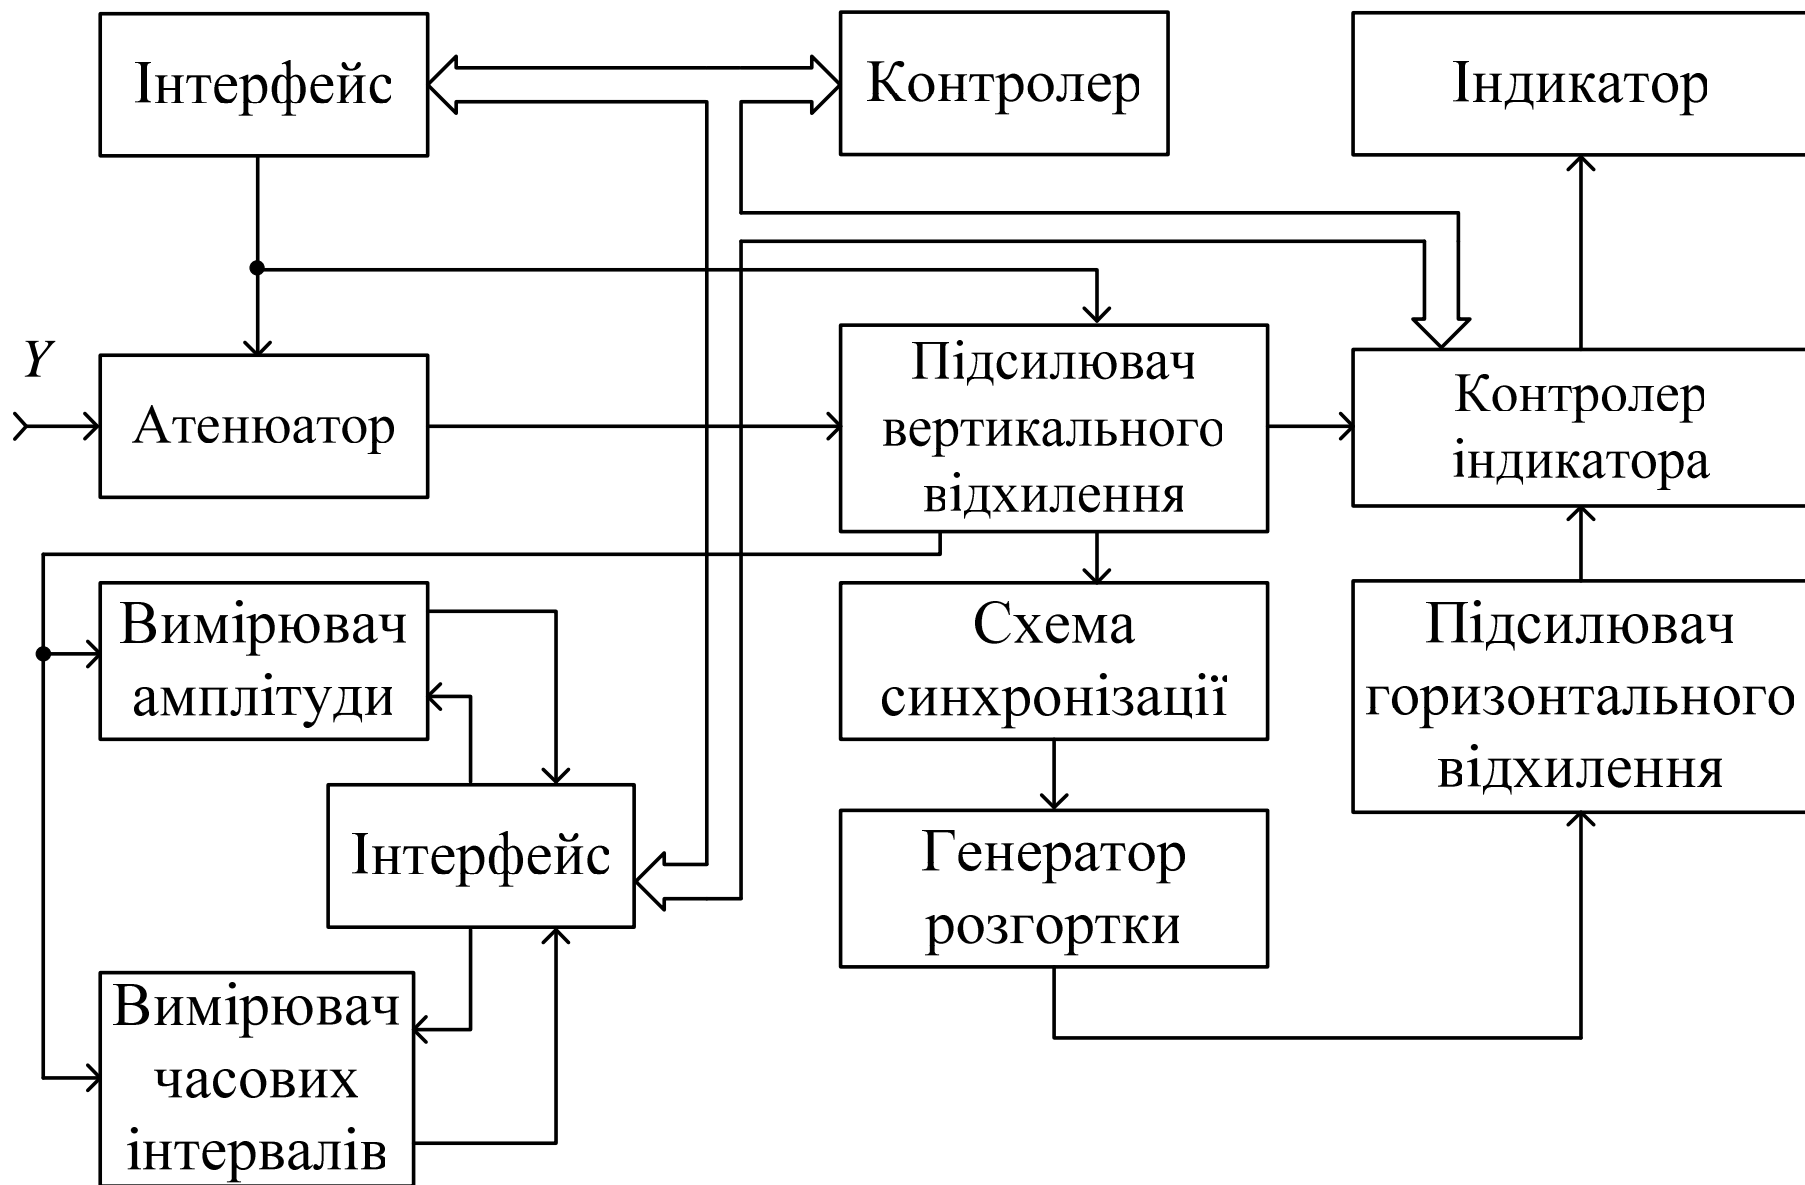 Інтерфейс
Контролер
Індикатор
Y
Атенюатор
Підсилювач
вертикального
відхилення
Контролер
індикатора
Вимірювач
амплітуди
Схема
синхронізації
Підсилювач
горизонтального
відхилення
Інтерфейс
Генератор
розгортки
Вимірювач
часових
інтервалів